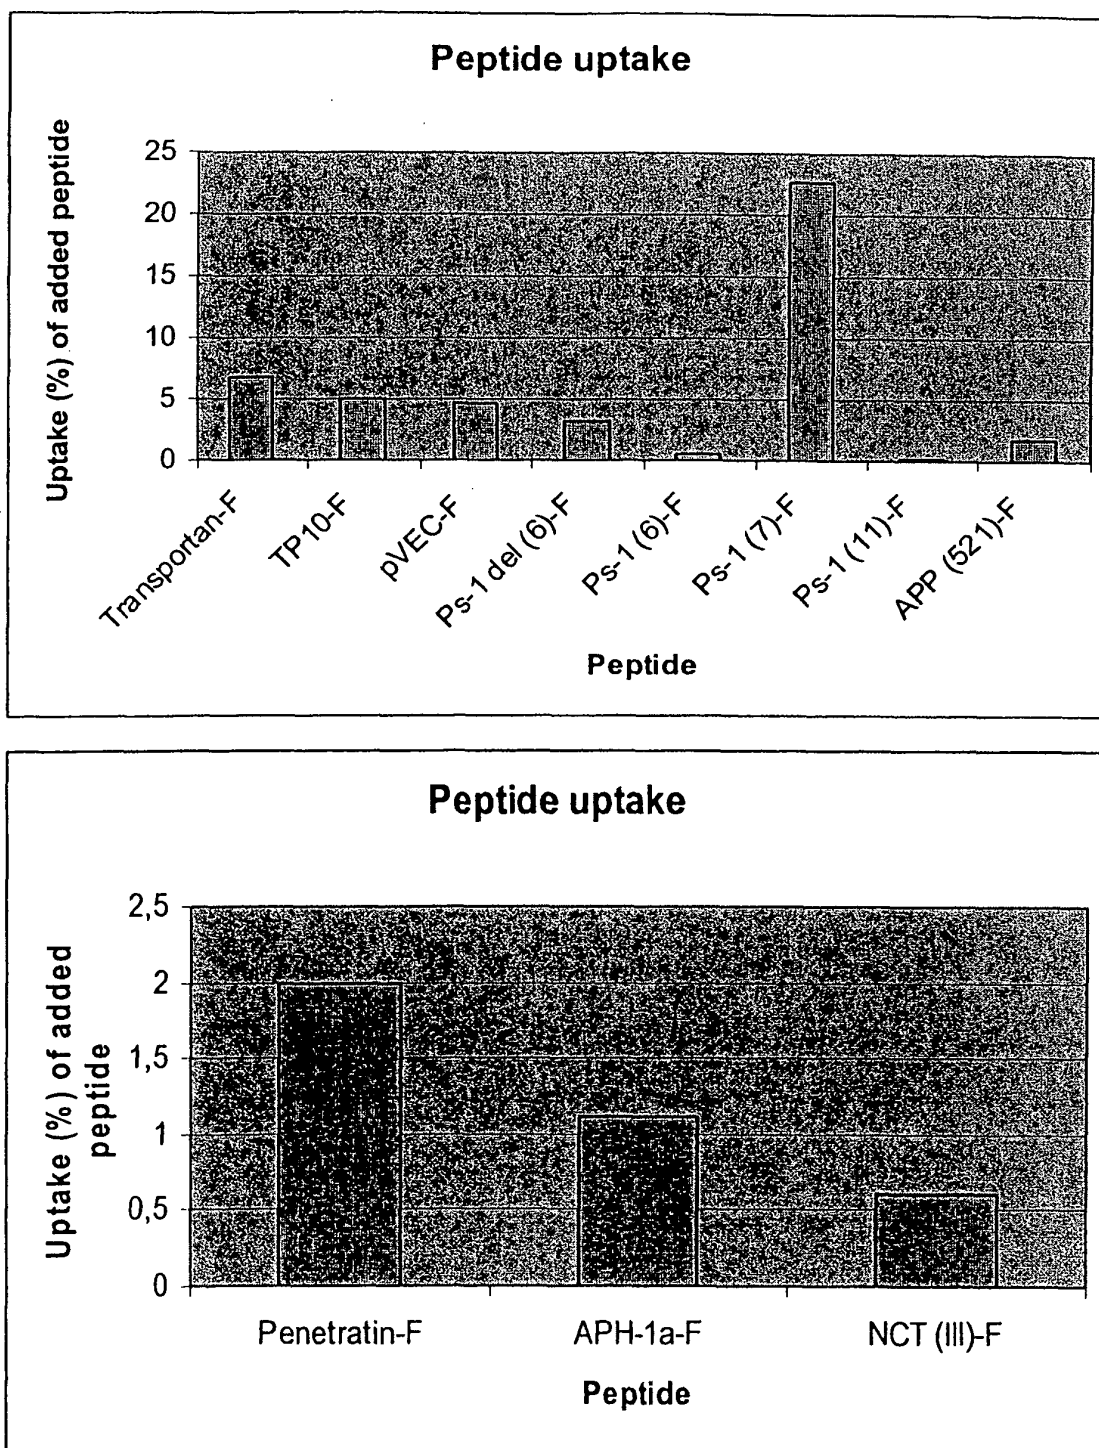 Peptide uptake
Uptake (%) of added peptide
25
20
15
10
5
0
Transportan-F
TP10-F
pVEC-F
Ps-1 del (6)-F
Ps-1 (6)-F
Ps-1 (7)-F
Ps-1 (11)-F
APP (521)-F
Peptide
Peptide uptake
Uptake (%) of added
peptide
2,5
2
1,5
1
0,5
0
Penetratin-F
APH-1a-F
NCT (III)-F
Peptide